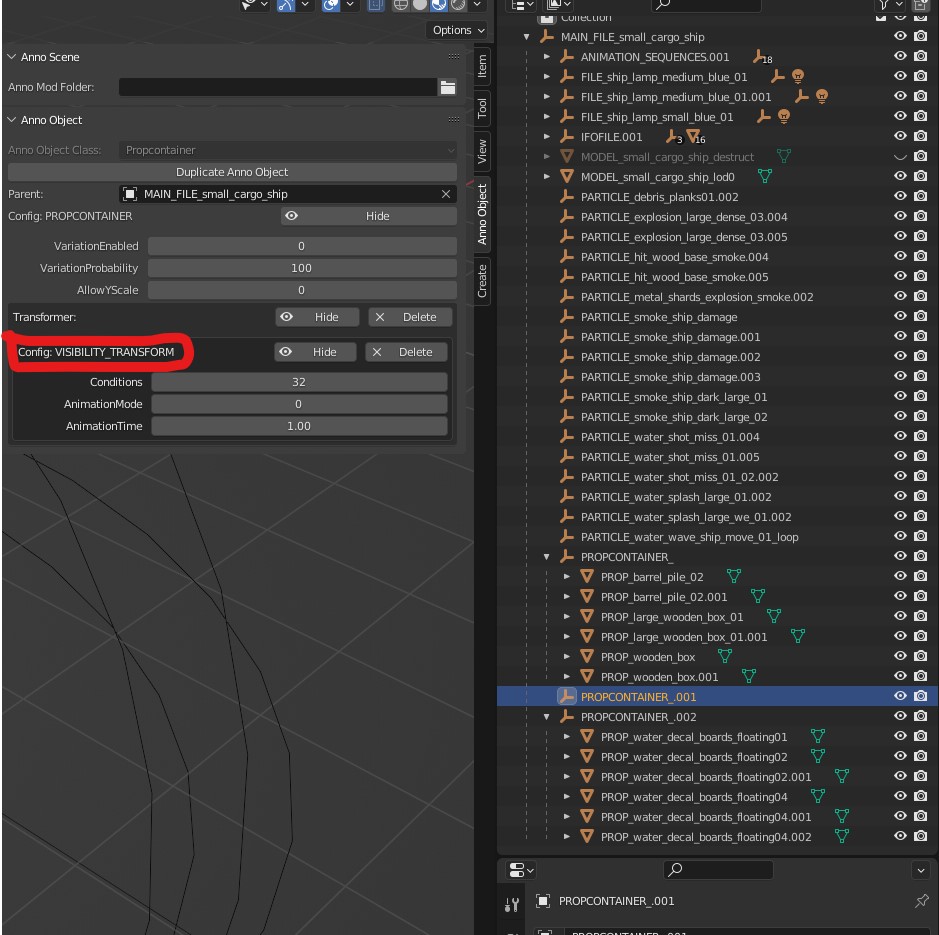 Options
Anno Scene
Anno Mod Folder:
Anno Object
Anno Object Class: Propcontainer
Duplicate Anno Object
Parent: MAIN_FILE_small_cargo_ship
Config: PROPCONTAINER Hide
VariationEnabled 0
VariationProbability 100
AllowYScale 0
Transformer: Hide Delete
Config: VISIBILITY_TRANSFORM Hide Delete
Conditions 32
AnimationMode 0
AnimationTime 1.00
Item
Tool
View
Anno Object
Create
Collection
MAIN_FILE_small_cargo_ship
ANIMATION_SEQUENCES.001 18
FILE_ship_lamp_medium_blue_01
FILE_ship_lamp_medium_blue_01.001
FILE_ship_lamp_small_blue_01
IFOFILE.001 3 16
MODEL_small_cargo_ship_destruct
MODEL_small_cargo_ship_lod0
PARTICLE_debris_planks01.002
PARTICLE_explosion_large_dense_03.004
PARTICLE_explosion_large_dense_03.005
PARTICLE_hit_wood_base_smoke.004
PARTICLE_hit_wood_base_smoke.005
PARTICLE_metal_shards_explosion_smoke.002
PARTICLE_smoke_ship_damage
PARTICLE_smoke_ship_damage.001
PARTICLE_smoke_ship_damage.002
PARTICLE_smoke_ship_damage.003
PARTICLE_smoke_ship_dark_large_01
PARTICLE_smoke_ship_dark_large_02
PARTICLE_water_shot_miss_01.004
PARTICLE_water_shot_miss_01.005
PARTICLE_water_shot_miss_01_02.002
PARTICLE_water_splash_large_01.002
PARTICLE_water_splash_large_we_01.002
PARTICLE_water_wave_ship_move_01_loop
PROPCONTAINER_
PROP_barrel_pile_02
PROP_barrel_pile_02.001
PROP_large_wooden_box_01
PROP_large_wooden_box_01.001
PROP_wooden_box
PROP_wooden_box.001
PROPCONTAINER_.001
PROPCONTAINER_.002
PROP_water_decal_boards_floating01
PROP_water_decal_boards_floating02
PROP_water_decal_boards_floating02.001
PROP_water_decal_boards_floating04
PROP_water_decal_boards_floating04.001
PROP_water_decal_boards_floating04.002
PROPCONTAINER_.001
PROPCONTAINER_.001